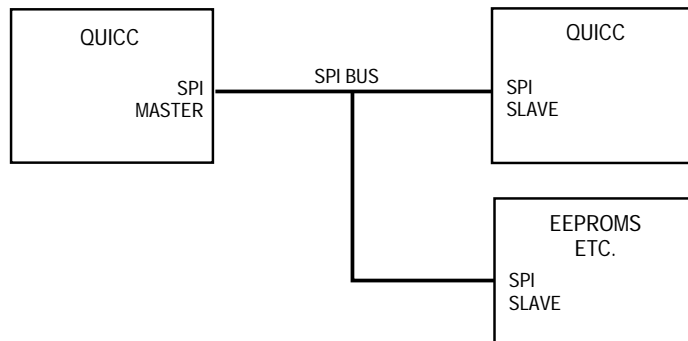 QUICC
SPI
MASTER
SPI BUS
QUICC
SPI
SLAVE
EEPROMS
ETC.
SPI
SLAVE